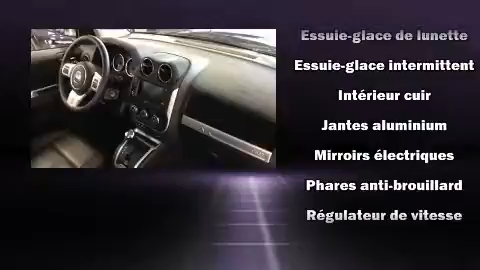 Essuie-glace de lunette
Essuie-glace intermittent
Intérieur cuir
Jantes aluminium
Mirroirs électriques
Phares anti-brouillard
Régulateur de vitesse